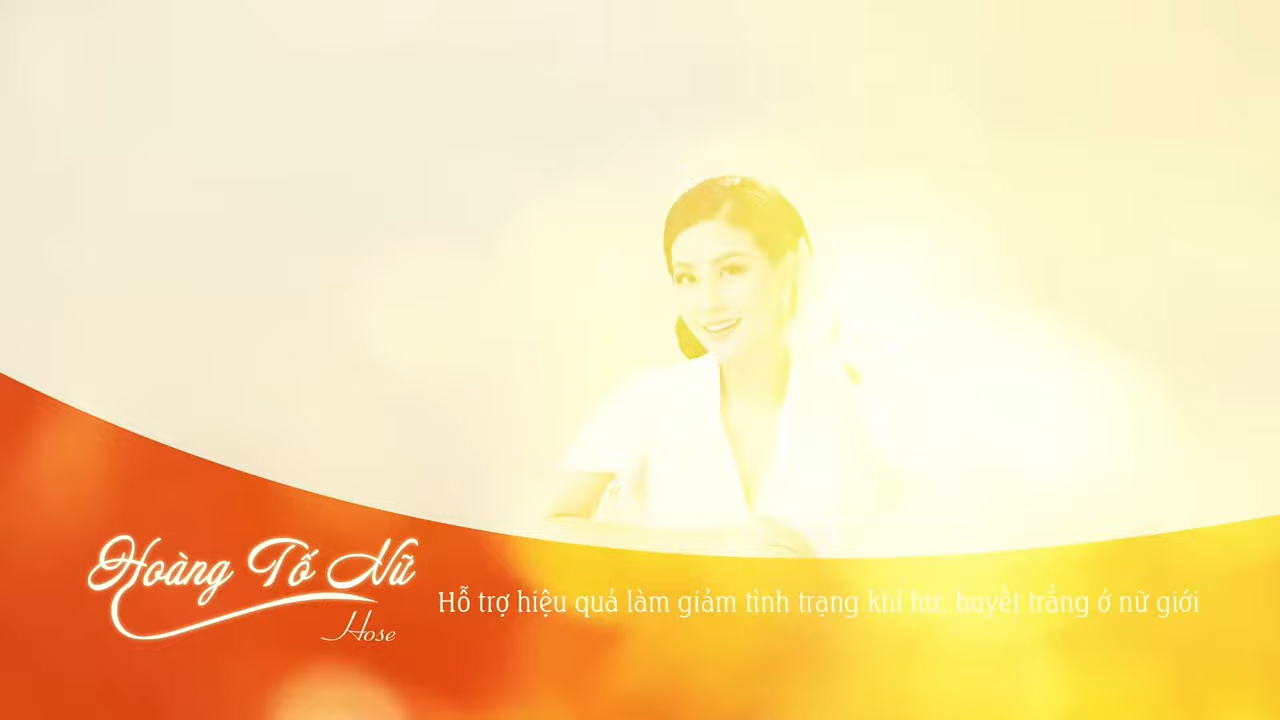 Hoàng Tố Nữ
Hose
Hỗ trợ hiệu quả làm giảm tình trạng khí hư, huyết trắng ở nữ giới